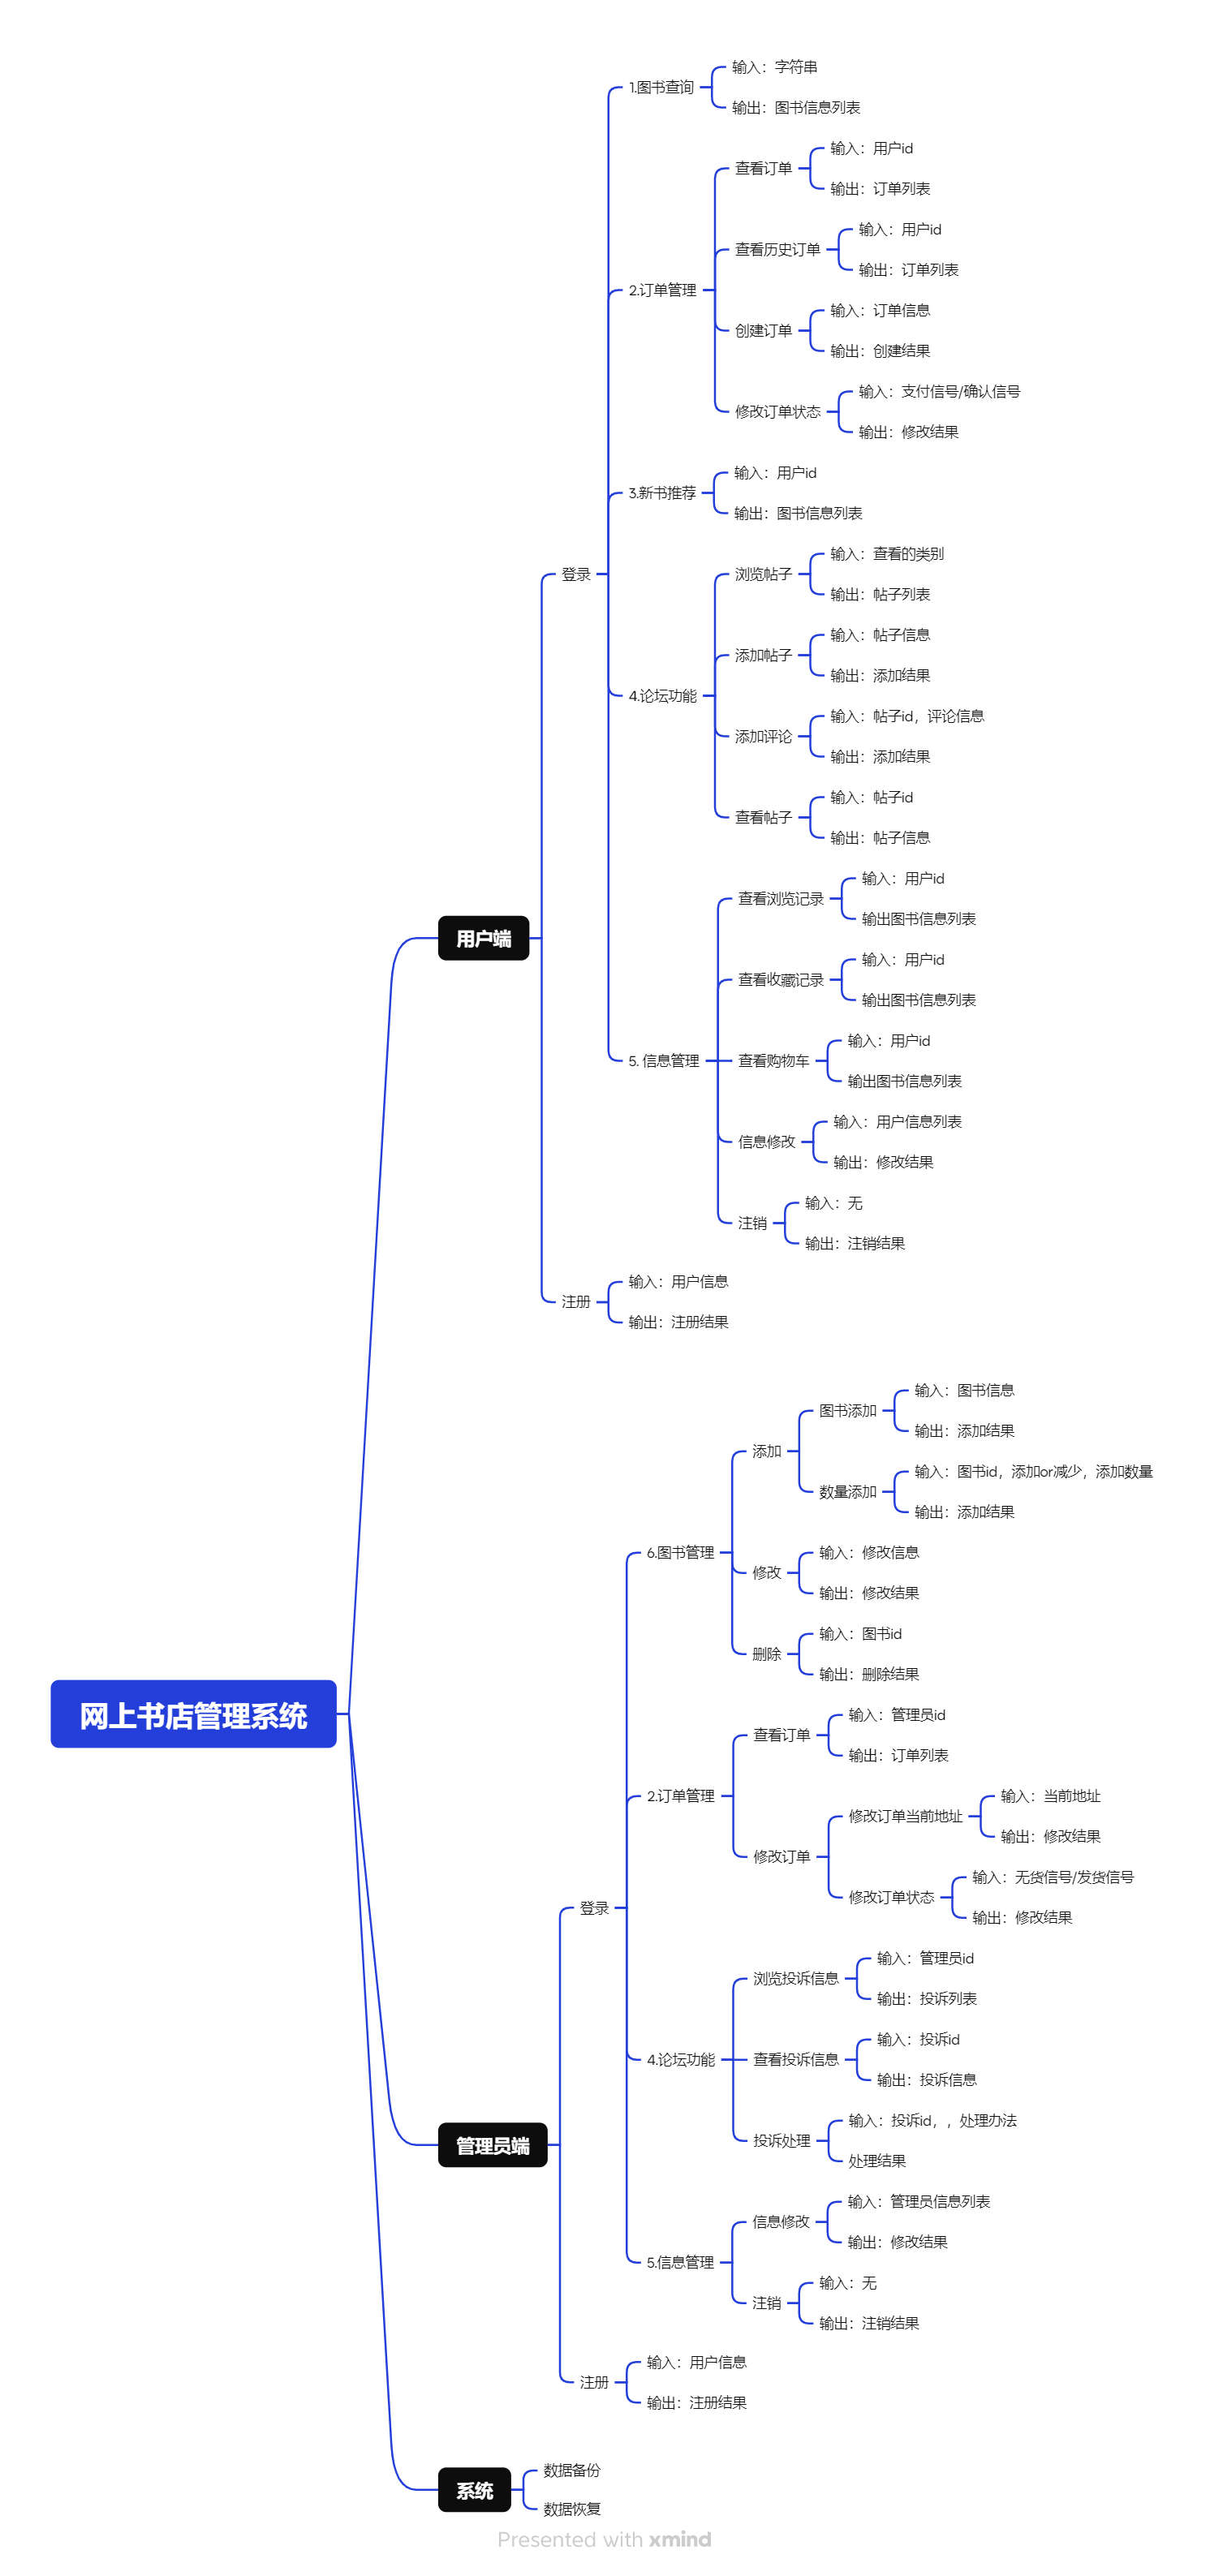 网上书店管理系统
用户端
登录
1.图书查询
输入：字符串
输出：图书信息列表
2.订单管理
查看订单
输入：用户id
输出：订单列表
查看历史订单
输入：用户id
输出：订单列表
创建订单
输入：订单信息
输出：创建结果
修改订单状态
输入：支付信号/确认信号
输出：修改结果
3.新书推荐
输入：用户id
输出：图书信息列表
4.论坛功能
浏览帖子
输入：查看的类别
输出：帖子列表
添加帖子
输入：帖子信息
输出：添加结果
添加评论
输入：帖子id，评论信息
输出：添加结果
查看帖子
输入：帖子id
输出：帖子信息
5. 信息管理
查看浏览记录
输入：用户id
输出图书信息列表
查看收藏记录
输入：用户id
输出图书信息列表
查看购物车
输入：用户id
输出图书信息列表
信息修改
输入：用户信息列表
输出：修改结果
注销
输入：无
输出：注销结果
注册
输入：用户信息
输出：注册结果
管理员端
登录
6.图书管理
添加
图书添加
输入：图书信息
输出：添加结果
数量添加
输入：图书id，添加or减少，添加数量
输出：添加结果
修改
输入：修改信息
输出：修改结果
删除
输入：图书id
输出：删除结果
2.订单管理
查看订单
输入：管理员id
输出：订单列表
修改订单
修改订单当前地址
输入：当前地址
输出：修改结果
修改订单状态
输入：无货信号/发货信号
输出：修改结果
4.论坛功能
浏览投诉信息
输入：管理员id
输出：投诉列表
查看投诉信息
输入：投诉id
输出：投诉信息
投诉处理
输入：投诉id，，处理办法
处理结果
5.信息管理
信息修改
输入：管理员信息列表
输出：修改结果
注销
输入：无
输出：注销结果
注册
输入：用户信息
输出：注册结果
系统
数据备份
数据恢复
Presented with xmind